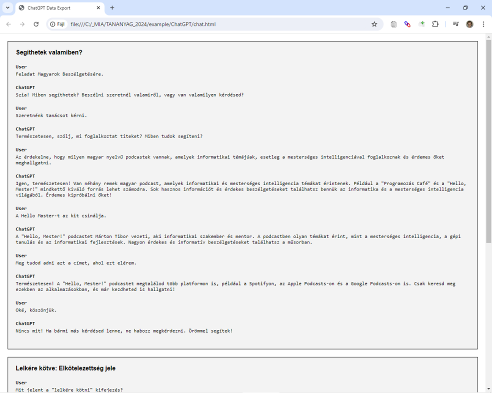 ChatGPT Data Export
Fájl
file:///C:/_MIA/TANANYAG_2024/example/ChatGPT/chat.html
Segíthetek valamiben?
User
Feladat Magyarok Beszélgetésére.
ChatGPT
Szia! Miben segíthetek? Beszélni szeretnél valamiről, vagy van valamilyen kérdésed?
User
Szeretnék tanácsot kérni.
ChatGPT
Természetesen, szólj, mi foglalkoztat titeket? Miben tudok segíteni?
User
Az érdekelne, hogy milyen magyar nyelvű podcastek vannak, amelyek informatikai témájúak, esetleg a mesterséges intelligenciával foglalkoznak és érdemes őket
meghallgatni.
ChatGPT
Igen, természetesen! Van néhány remek magyar podcast, amelyek informatikai és mesterséges intelligencia témákat érintenek. Például a "Programozás Café" és a "Hello,
Mester!" mindkettő kiváló forrás lehet számodra. Sok hasznos információt és érdekes beszélgetéseket találhatsz bennük az informatika és a mesterséges intelligencia
világából. Érdemes kipróbálni őket!
User
A Hello Master-t az kit csinálja.
ChatGPT
A "Hello, Mester!" podcastet Márton Tibor vezeti, aki informatikai szakember és mentor. A podcastben olyan témákat érint, mint a mesterséges intelligencia, a gépi
tanulás és az informatikai fejlesztések. Nagyon érdekes és informatív beszélgetéseket találhatsz a műsorban.
User
Meg tudod adni azt a címet, ahol ezt elérem.
ChatGPT
Természetesen! A "Hello, Mester!" podcastet megtalálod több platformon is, például a Spotifyon, az Apple Podcasts-on és a Google Podcasts-on is. Csak keresd meg
ezekben az alkalmazásokban, és már kezdheted is hallgatni!
User
Oké, köszönjük.
ChatGPT
Nincs mit! Ha bármi más kérdésed lenne, ne habozz megkérdezni. Örömmel segítek!
Lelkére kötve: Elkötelezettség jele
User
Mit jelent a "lelkére kötni" kifejezés?